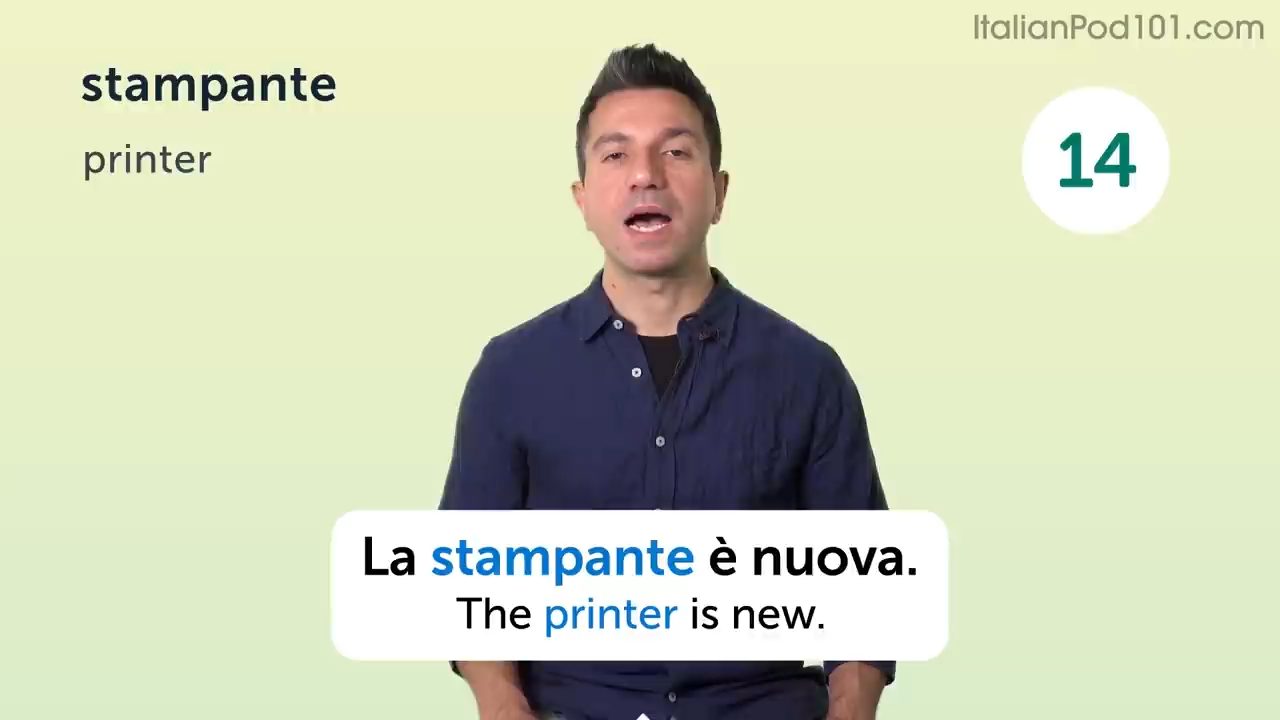 ItalianPod101.com
stampante
printer
14
La stampante è nuova.
The printer is new.